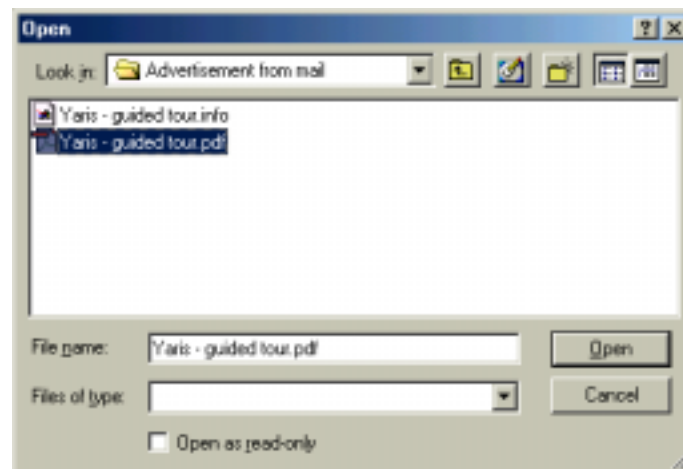 Open
Look in: Advertisement from mail
Yaris - guided tour.info
Yaris - guided tour.pdf
File name: Yaris - guided tour.pdf Open
Files of type: Cancel
Open as read-only